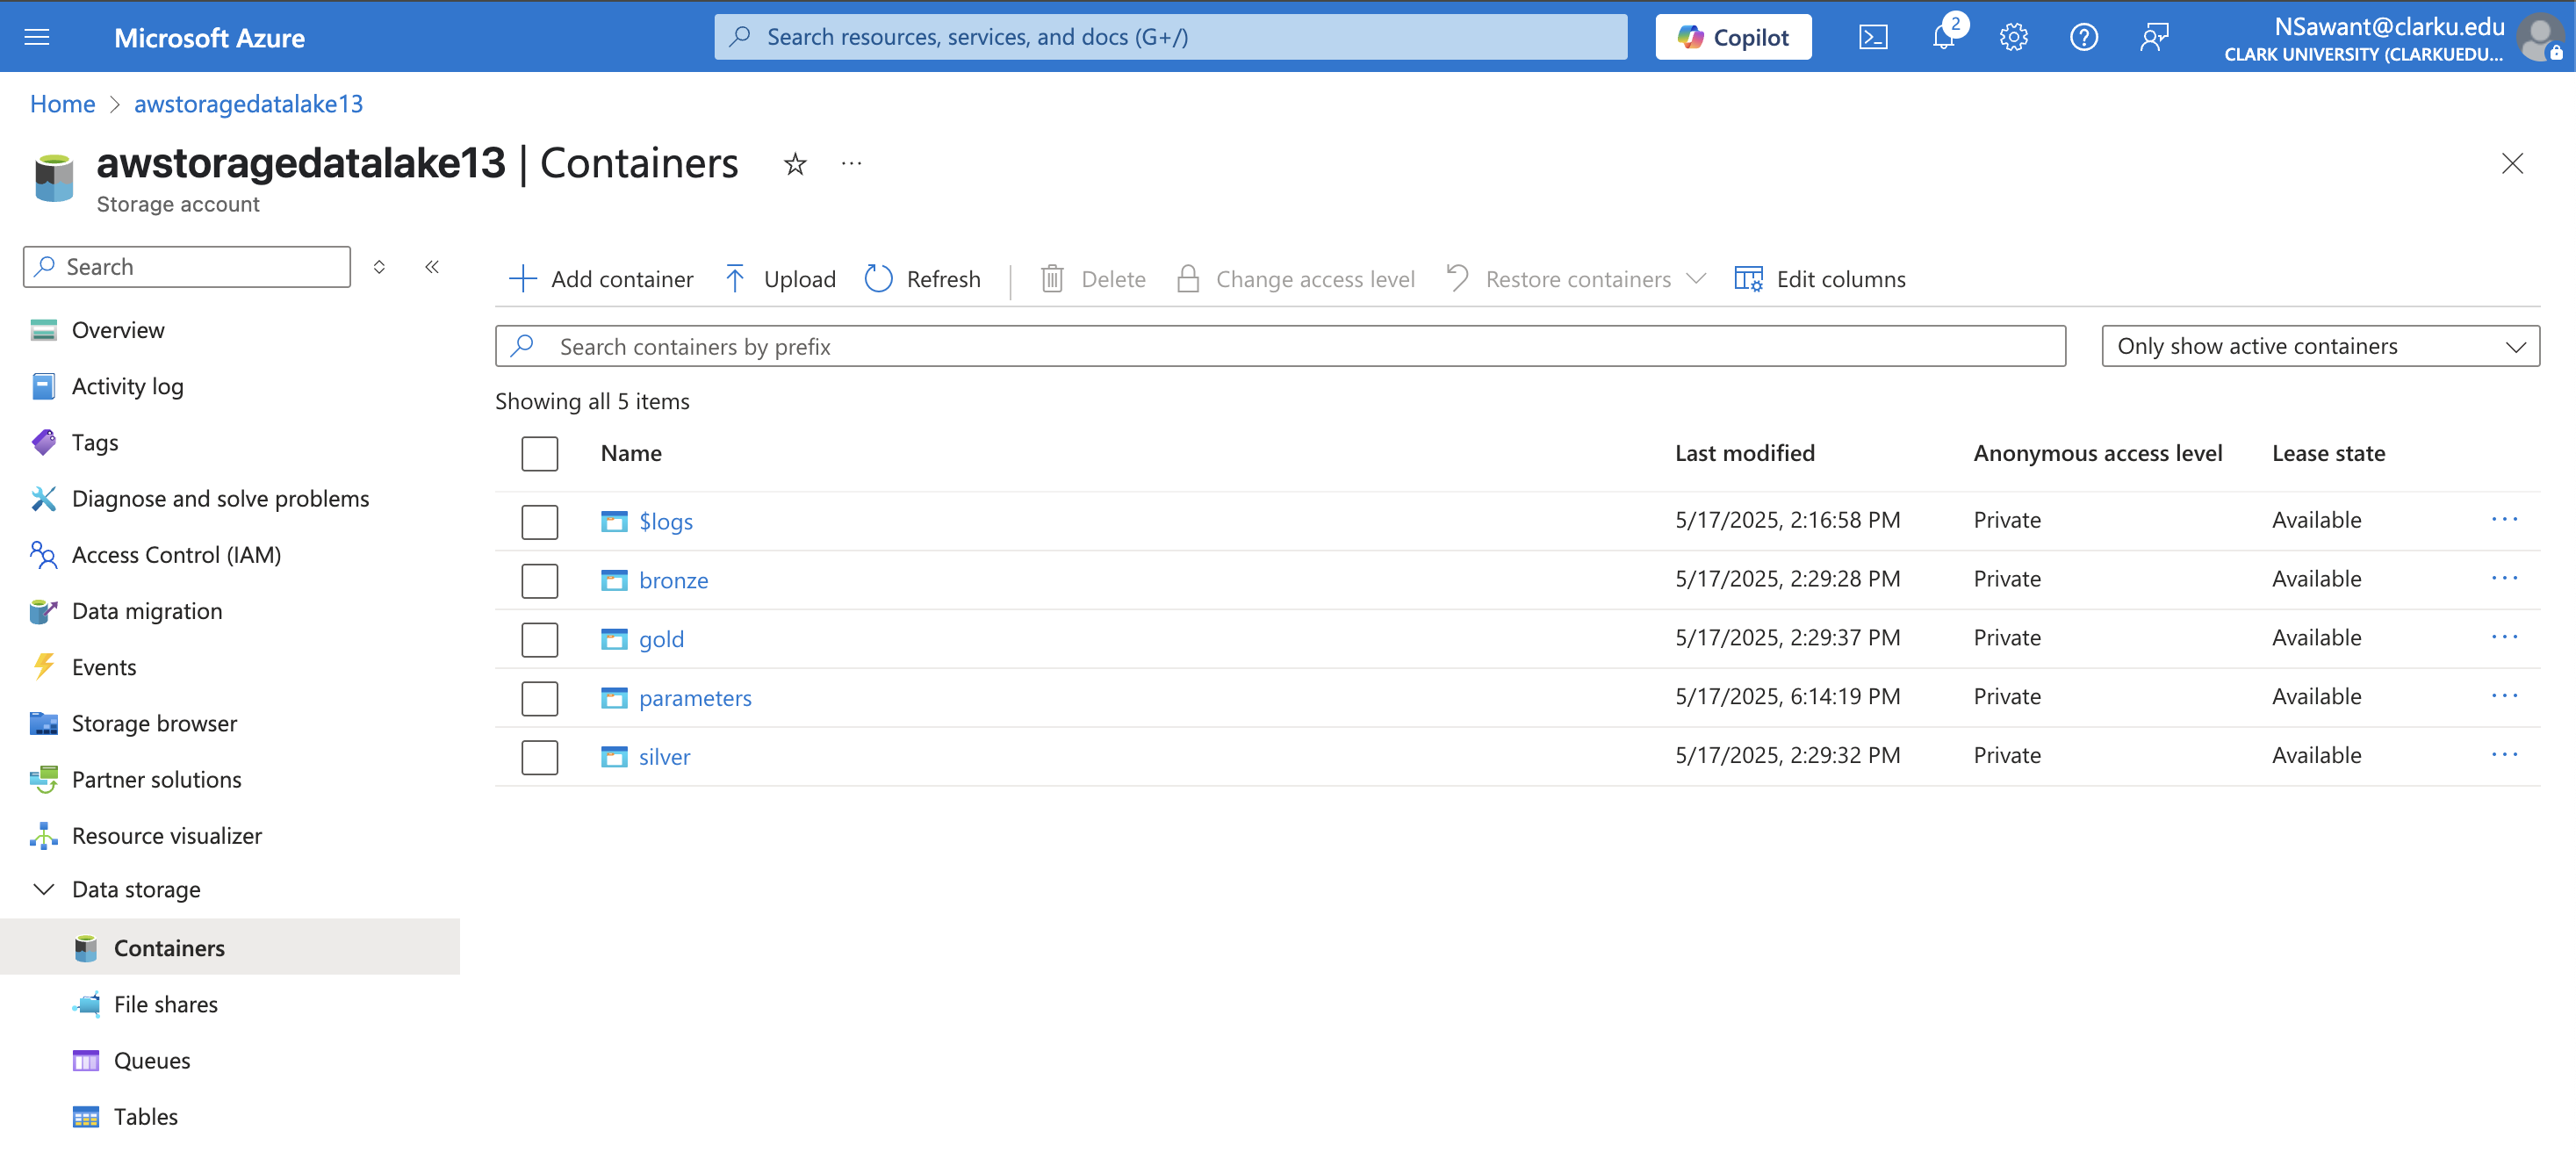 Microsoft Azure
Search resources, services, and docs (G+/)
Copilot
2
NSawant@clarku.edu
CLARK UNIVERSITY (CLARKUEDU...
Home > awstoragedatalake13
awstoragedatalake13 | Containers
Storage account
Search
Overview
Activity log
Tags
Diagnose and solve problems
Access Control (IAM)
Data migration
Events
Storage browser
Partner solutions
Resource visualizer
Data storage
Containers
File shares
Queues
Tables
Add container Upload Refresh Delete Change access level Restore containers Edit columns
Search containers by prefix
Only show active containers
Showing all 5 items
Name Last modified Anonymous access level Lease state
$logs 5/17/2025, 2:16:58 PM Private Available
bronze 5/17/2025, 2:29:28 PM Private Available
gold 5/17/2025, 2:29:37 PM Private Available
parameters 5/17/2025, 6:14:19 PM Private Available
silver 5/17/2025, 2:29:32 PM Private Available